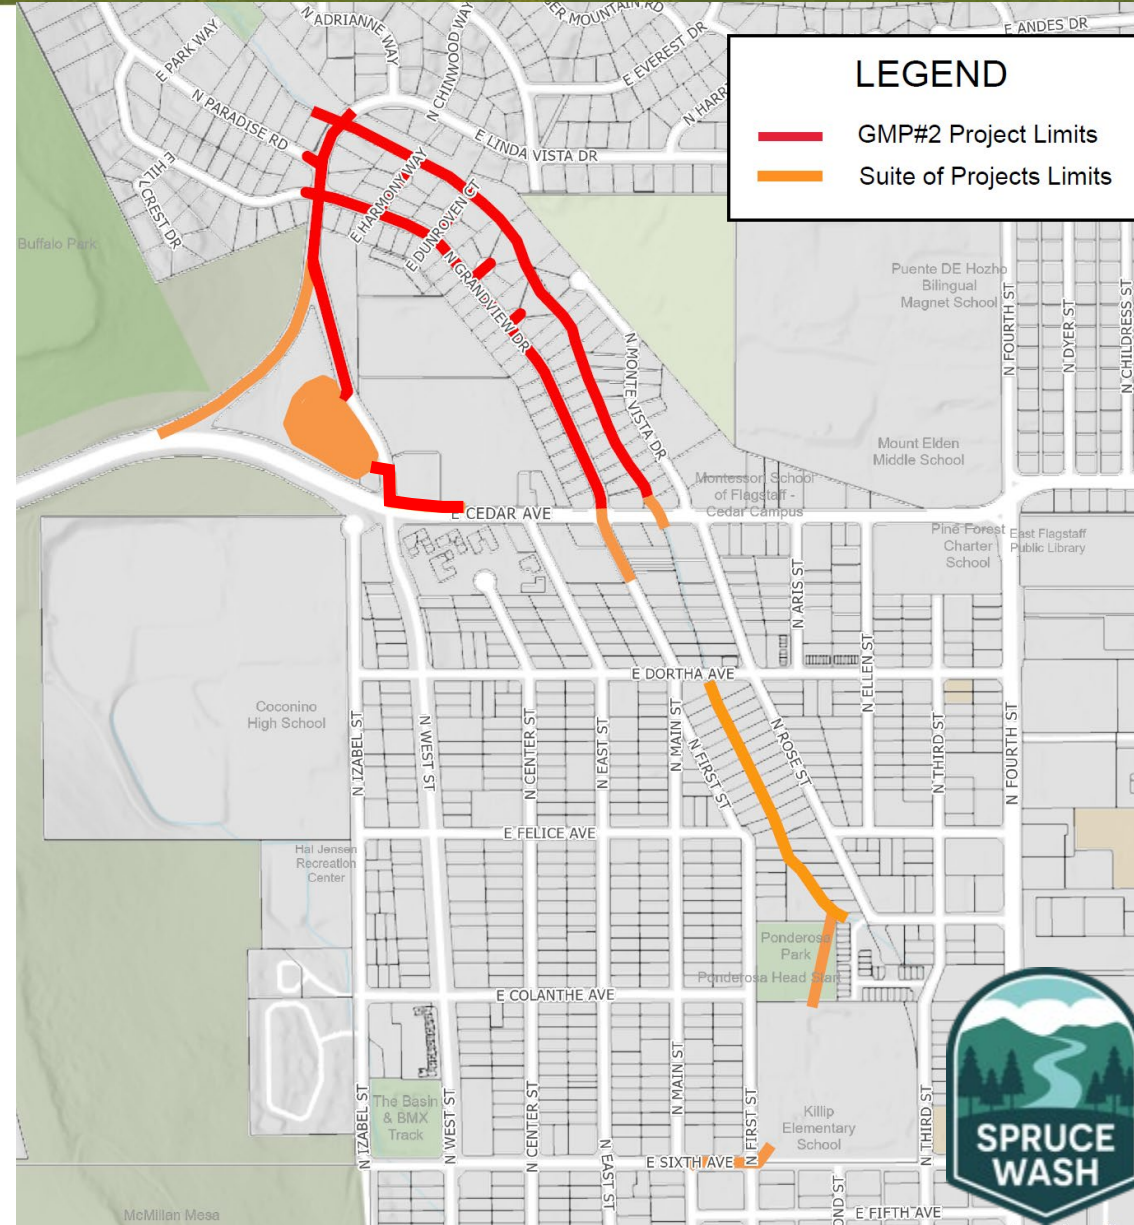 N ADRIANNE WAY
N CHINWOOD WAY
E ANDES DR
E PARK WAY
E EVEREST DR
LEGEND
GMP#2 Project Limits
Suite of Projects Limits
N PARADISE RD
E LINDA VISTA DR
E HILL
CREST DR
E HARMONY WAY
E DUNROVEN CT
Buffalo Park
N GRANDVIEW DR
N MONTE VISTA DR
Puente DE Hozho
Bilingual
Magnet School
N FOURTH ST
N DYER ST
N CHILDRESS ST
Mount Elden
Middle School
Montessori School
of Flagstaff -
Cedar Campus
E CEDAR AVE
Pine Forest
Charter
School
East Flagstaff
Public Library
N ARIS ST
N ELLEN ST
E DORTHA AVE
Coconino
High School
N IZABEL ST
N WEST ST
N CENTER ST
N EAST ST
N MAIN ST
N FIRST ST
N ROSE ST
N THIRD ST
N FOURTH ST
E FELICE AVE
Hal Jensen
Recreation
Center
Ponderosa
Park
Ponderosa Head Start
E COLANTHE AVE
The Basin
& BMX
Track
N IZABEL ST
N WEST ST
N CENTER ST
N EAST ST
N MAIN ST
N FIRST ST
Killip
Elementary
School
N THIRD ST
E SIXTH AVE
E FIFTH AVE
McMillan Mesa
SPRUCE
WASH